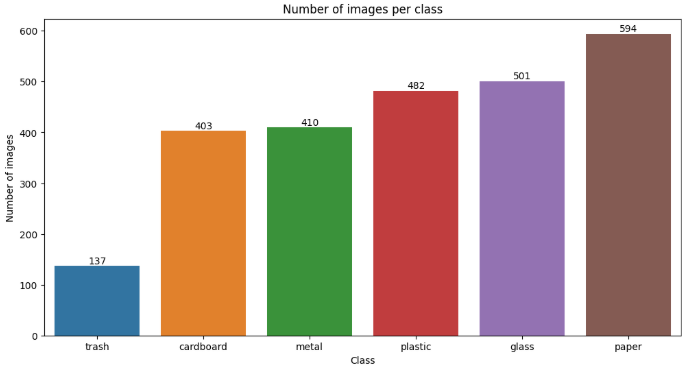 Number of images per class
Number of images
600
500
400
300
200
100
0
137
403
410
482
501
594
trash
cardboard
metal
plastic
glass
paper
Class